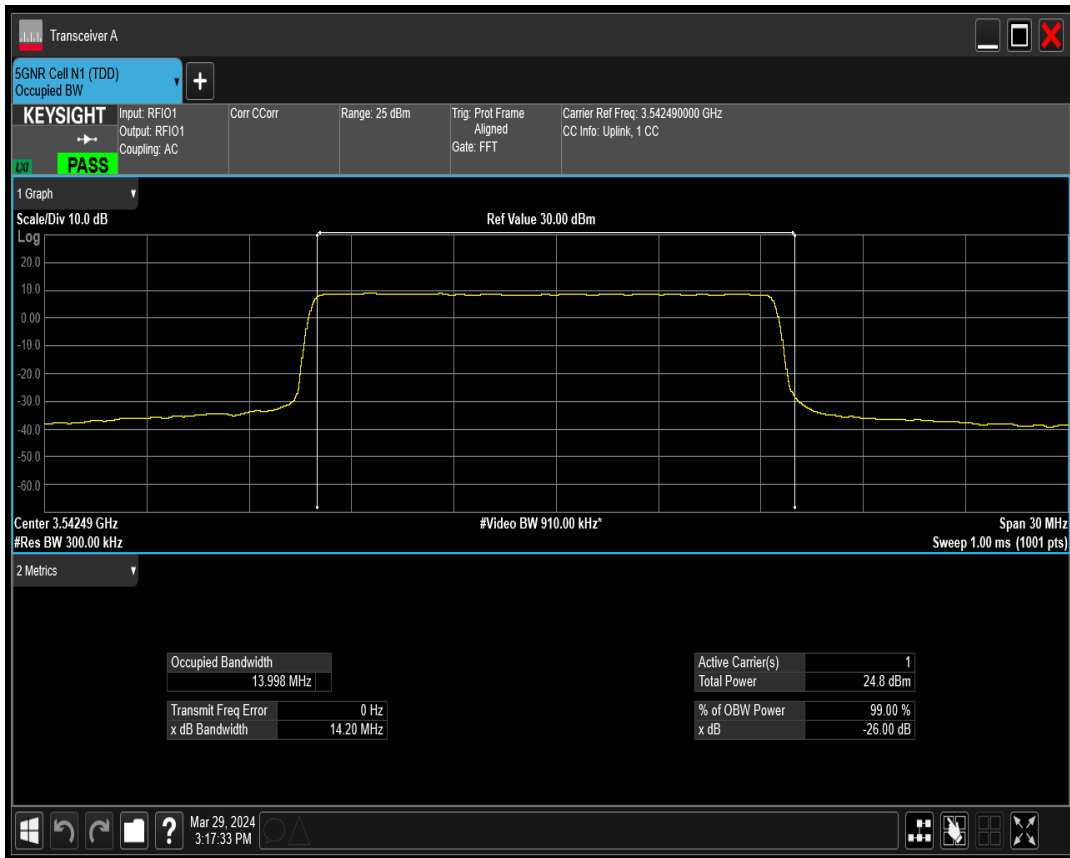 Transceiver A
5GNR Cell N1 (TDD)
Occupied BW
+
KEYSIGHT
LXI
PASS
Input: RFIO1
Output: RFIO1
Coupling: AC
Corr CCorr
Range: 25 dBm
Trig: Prot Frame
Aligned
Gate: FFT
Carrier Ref Freq: 3.542490000 GHz
CC Info: Uplink, 1 CC
1 Graph
Scale/Div 10.0 dB
Ref Value 30.00 dBm
Log
20.0
10.0
0.00
-10.0
-20.0
-30.0
-40.0
-50.0
-60.0
Center 3.54249 GHz
#Video BW 910.00 kHz*
Span 30 MHz
#Res BW 300.00 kHz
Sweep 1.00 ms (1001 pts)
2 Metrics
Occupied Bandwidth
13.998 MHz
Transmit Freq Error 0 Hz
x dB Bandwidth 14.20 MHz
Active Carrier(s) 1
Total Power 24.8 dBm
% of OBW Power 99.00 %
x dB -26.00 dB
?
Mar 29, 2024
3:17:33 PM